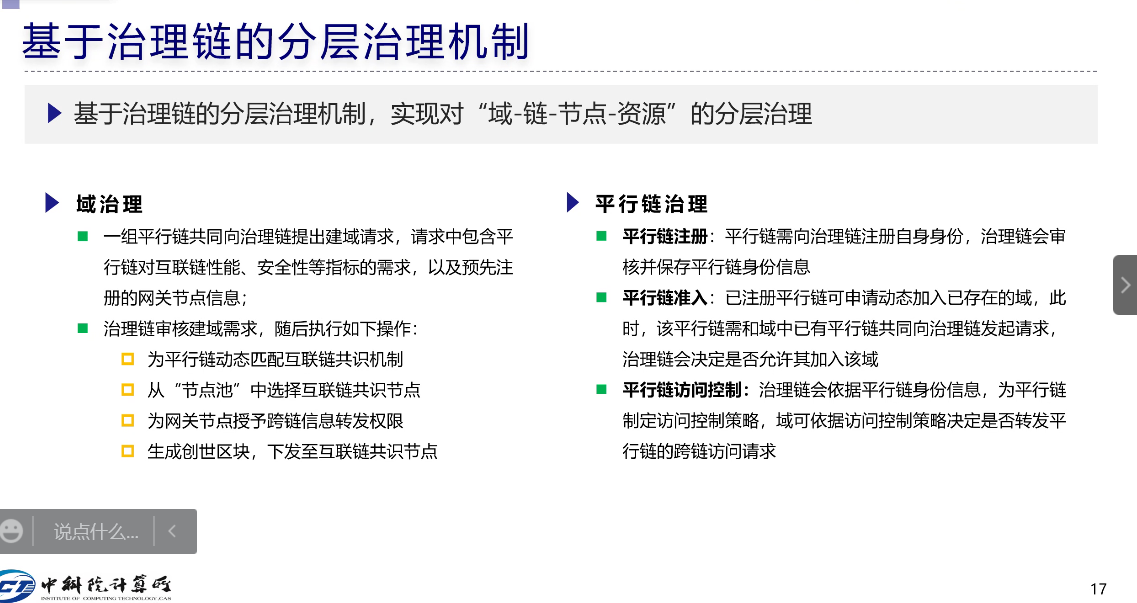 基于治理链的分层治理机制
基于治理链的分层治理机制，实现对“域-链-节点-资源”的分层治理
域治理
一组平行链共同向治理链提出建域请求，请求中包含平
行链对互联链性能、安全性等指标的需求，以及预先注
册的网关节点信息；
治理链审核建域需求，随后执行如下操作：
为平行链动态匹配互联链共识机制
从“节点池”中选择互联链共识节点
为网关节点授予跨链信息转发权限
生成创世区块，下发至互联链共识节点
平行链治理
平行链注册：平行链需向治理链注册自身身份，治理链会审
核并保存平行链身份信息
平行链准入：已注册平行链可申请动态加入已存在的域，此
时，该平行链需和域中已有平行链共同向治理链发起请求，
治理链会决定是否允许其加入该域
平行链访问控制：治理链会依据平行链身份信息，为平行链
制定访问控制策略，域可依据访问控制策略决定是否转发平
行链的跨链访问请求
说点什么...
中科院计算所
INSTITUTE OF COMPUTING TECHNOLOGY, CAS
17